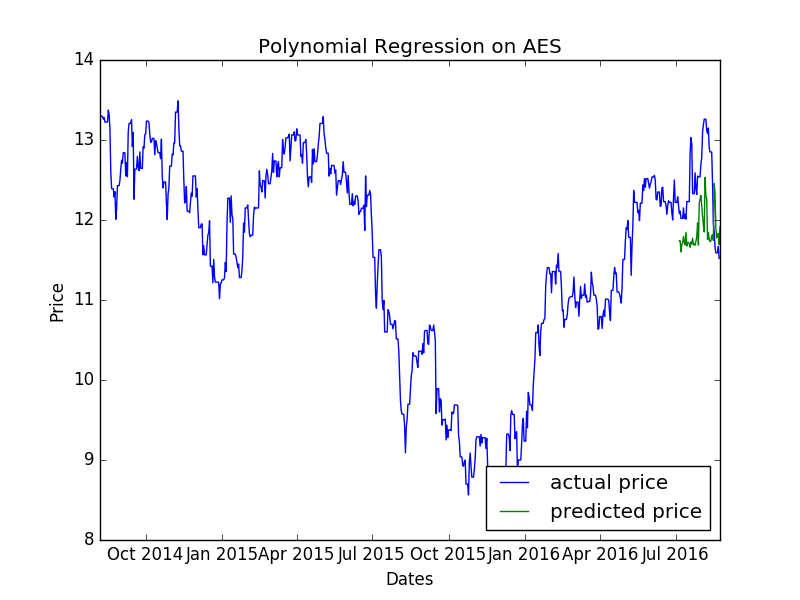 Polynomial Regression on AES
14
13
12
11
10
9
8
Price
actual price
predicted price
Oct 2014 Jan 2015 Apr 2015 Jul 2015 Oct 2015 Jan 2016 Apr 2016 Jul 2016
Dates